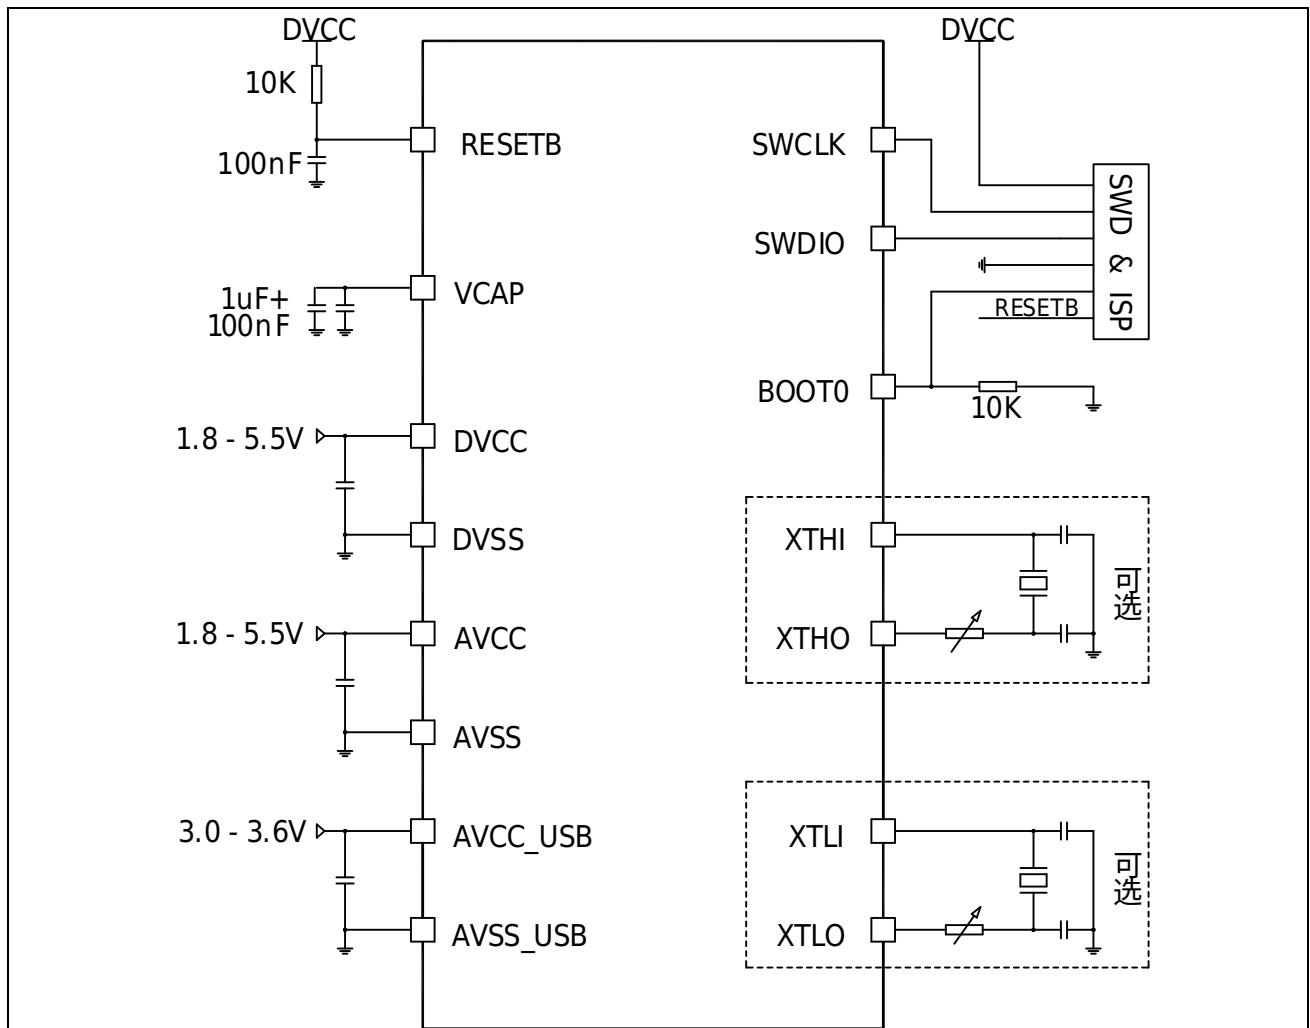 DVCC
10K
RESETB
100nF
VCAP
1uF+
100nF
1.8 - 5.5V
DVCC
DVSS
1.8 - 5.5V
AVCC
AVSS
3.0 - 3.6V
AVCC_USB
AVSS_USB
DVCC
SWCLK
SWDIO
SWD & ISP
RESETB
BOOT0
10K
XTHI
XTHO
可选
XTLI
XTLO
可选